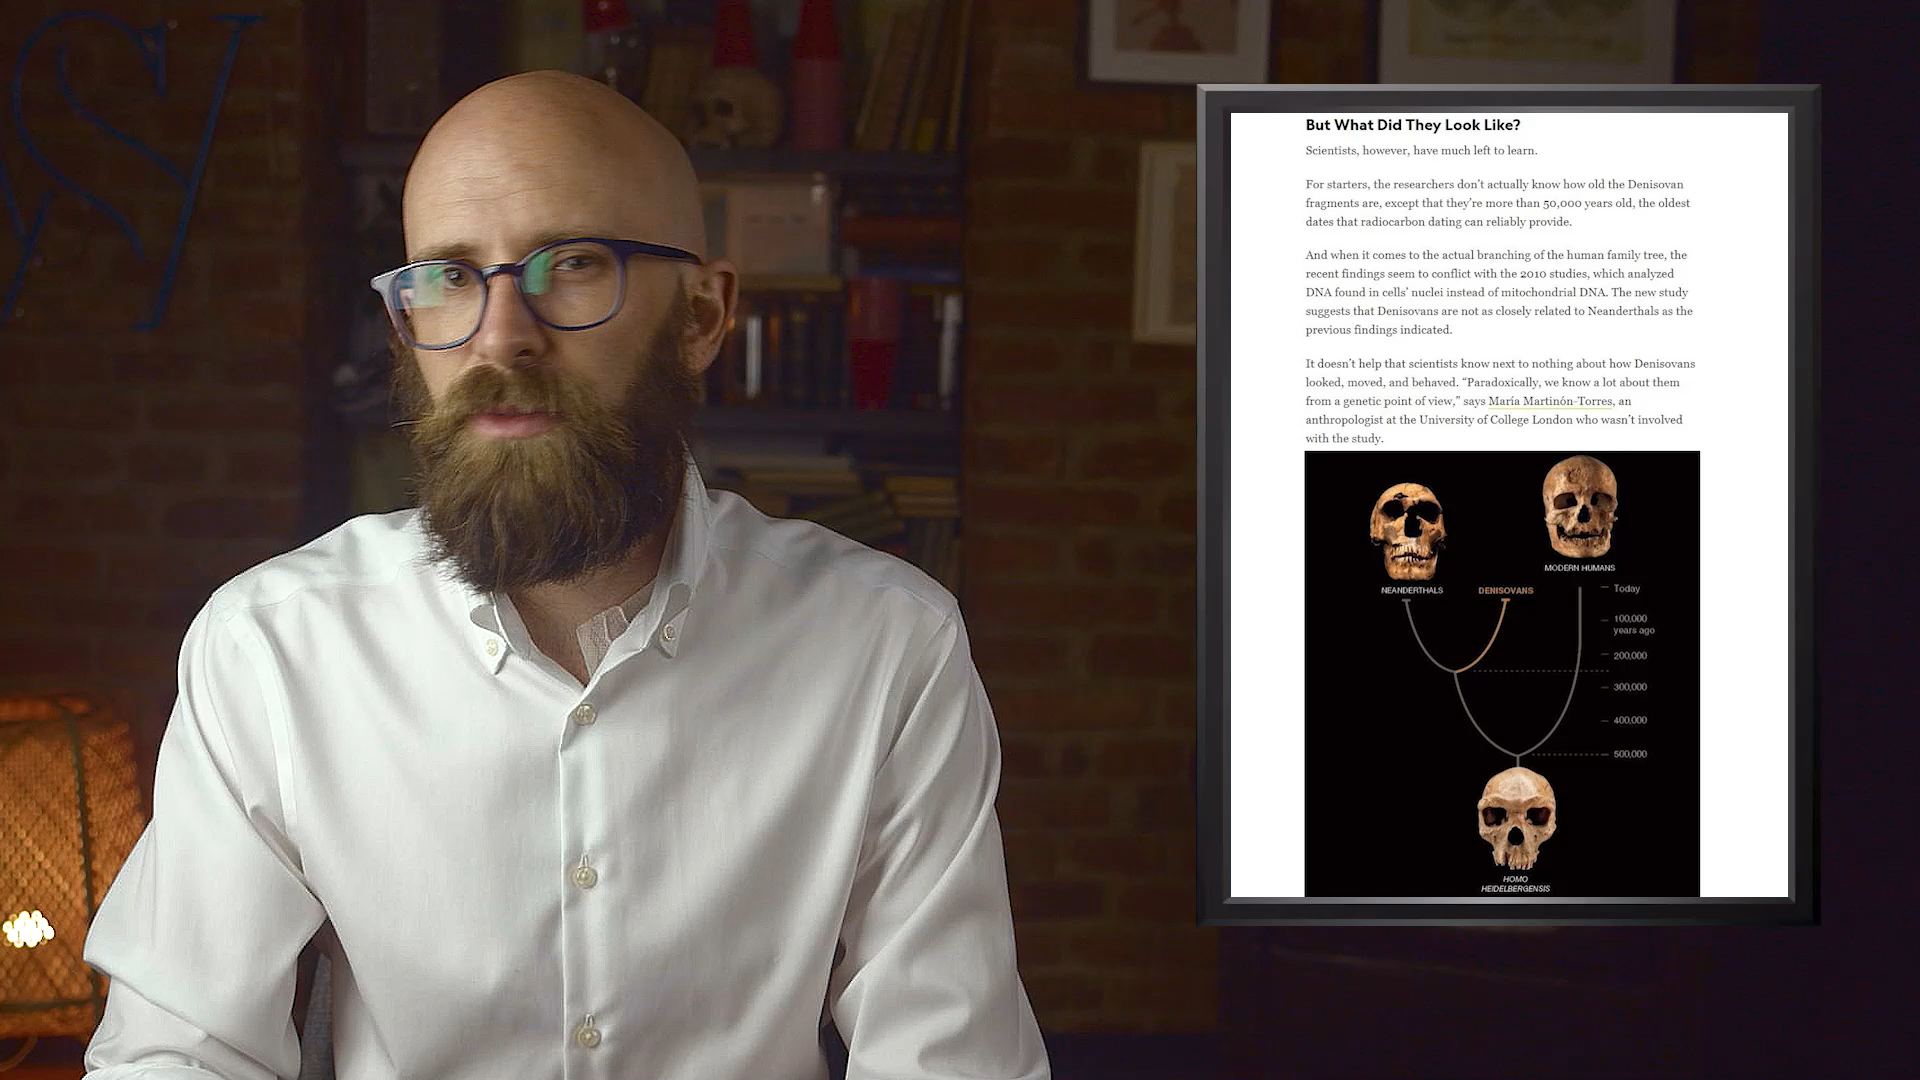 But What Did They Look Like?
Scientists, however, have much left to learn.
For starters, the researchers don't actually know how old the Denisovan
fragments are, except that they're more than 50,000 years old, the oldest
dates that radiocarbon dating can reliably provide.
And when it comes to the actual branching of the human family tree, the
recent findings seem to conflict with the 2010 studies, which analyzed
DNA found in cells' nuclei instead of mitochondrial DNA. The new study
suggests that Denisovans are not as closely related to Neanderthals as the
previous findings indicated.
It doesn't help that scientists know next to nothing about how Denisovans
looked, moved, and behaved. “Paradoxically, we know a lot about them
from a genetic point of view,” says María Martinón-Torres, an
anthropologist at the University of College London who wasn't involved
with the study.
MODERN HUMANS
NEANDERTHALS
DENISOVANS
Today
100,000
years ago
200,000
300,000
400,000
500,000
HOMO
HEIDELBERGENSIS